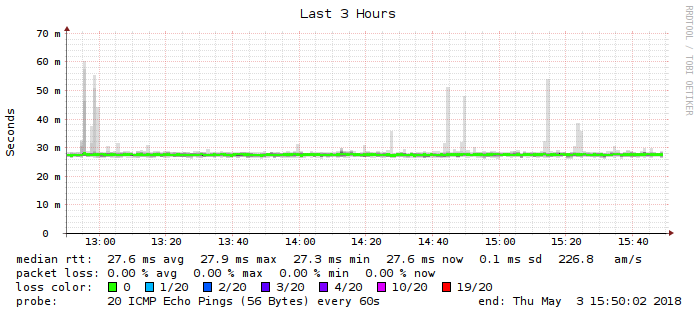 Last 3 Hours
RRDTOOL / TOBI OETIKER
Seconds
70 m
60 m
50 m
40 m
30 m
20 m
10 m
0
13:00 13:20 13:40 14:00 14:20 14:40 15:00 15:20 15:40
median rtt: 27.6 ms avg 27.9 ms max 27.3 ms min 27.6 ms now 0.1 ms sd 226.8 am/s
packet loss: 0.00 % avg 0.00 % max 0.00 % min 0.00 % now
loss color: 0 1/20 2/20 3/20 4/20 10/20 19/20
probe: 20 ICMP Echo Pings (56 Bytes) every 60s end: Thu May 3 15:50:02 2018